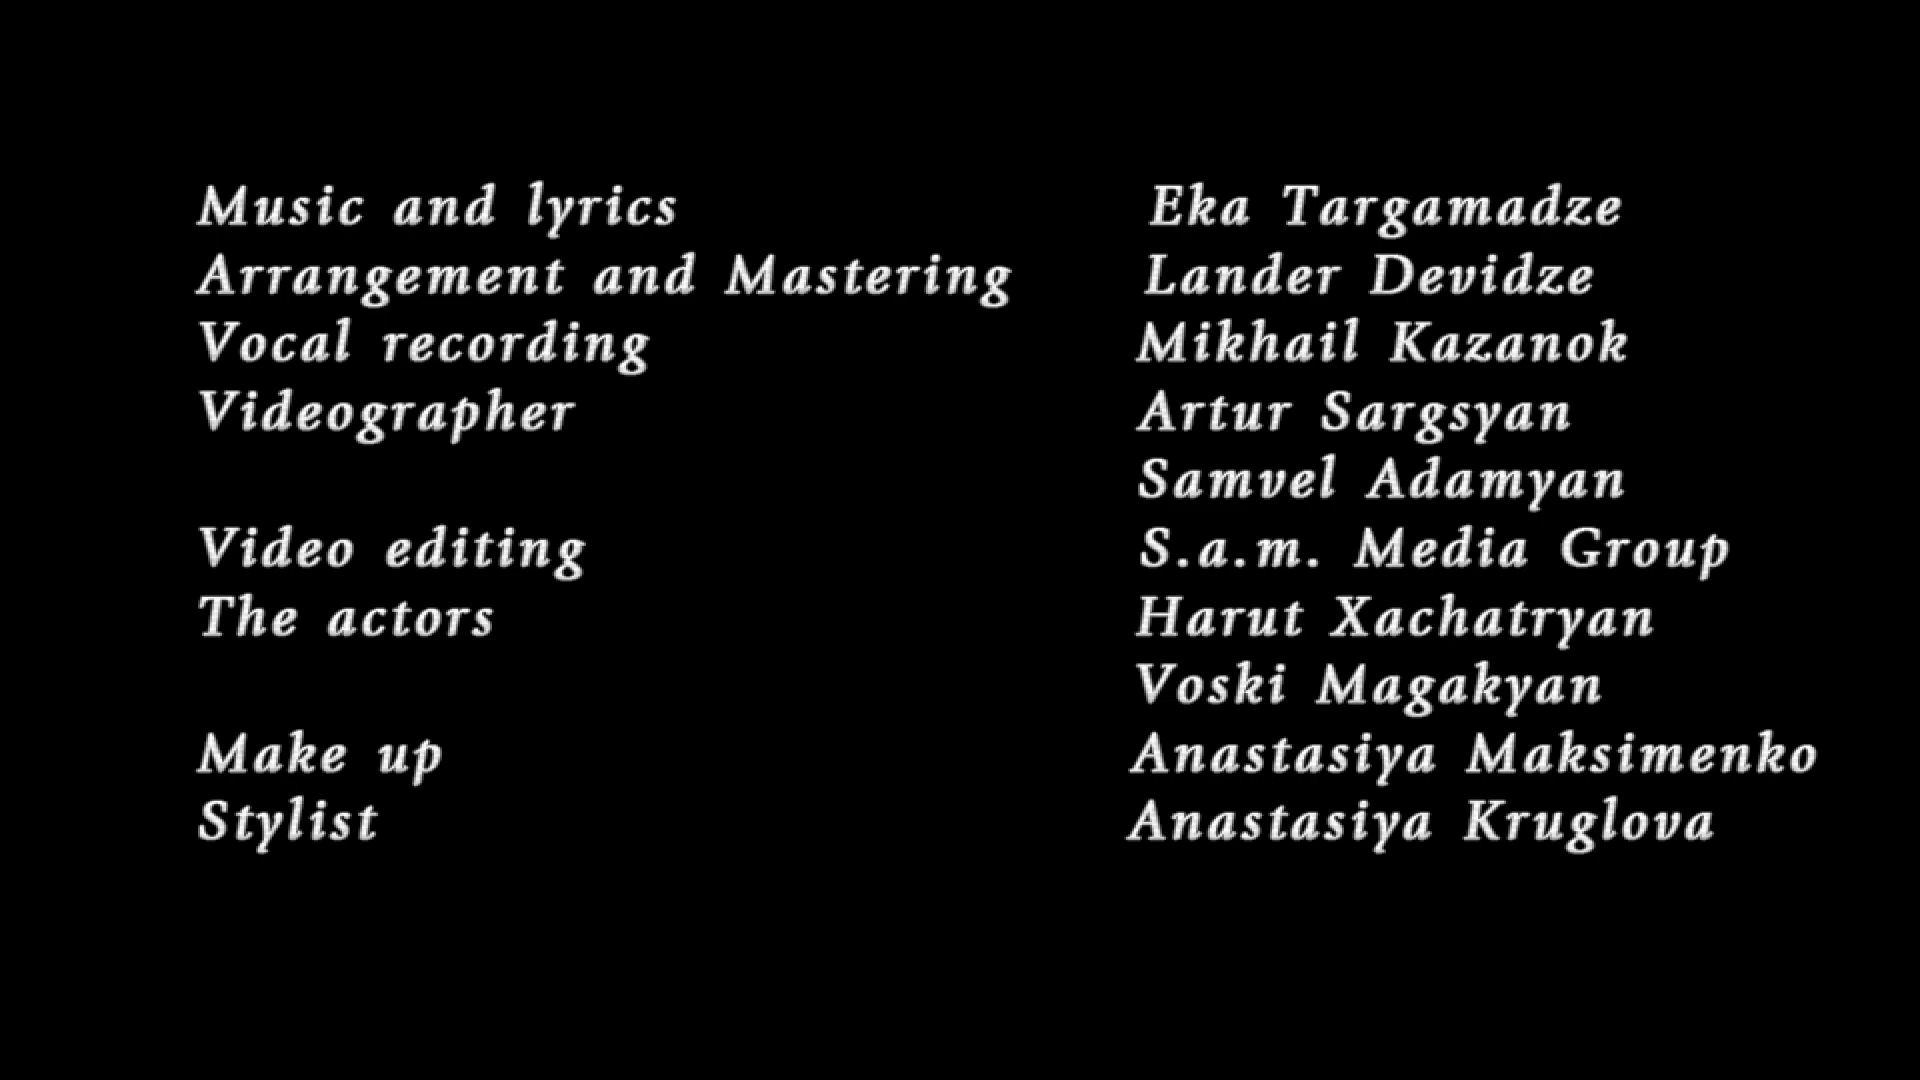 Music and lyrics Eka Targamadze
Arrangement and Mastering Lander Devidze
Vocal recording Mikhail Kazanok
Videographer Artur Sargsyan
Samvel Adamyan
Video editing S.a.m. Media Group
The actors Harut Xachatryan
Voski Magakyan
Make up Anastasiya Maksimenko
Stylist Anastasiya Kruglova